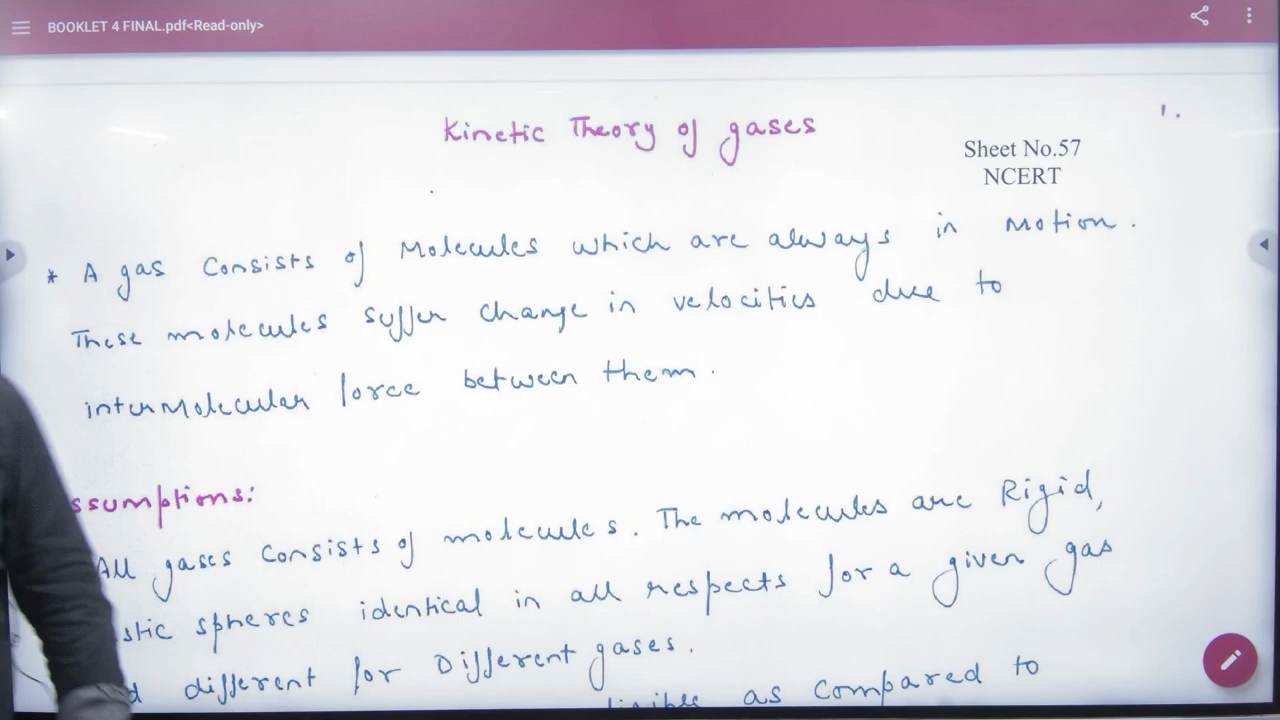 BOOKLET 4 FINAL.pdf<Read-only>
Kinetic Theory of gases
1.
Sheet No.57
NCERT
* A gas consists of Molecules which are always in Motion.
These molecules suffer change in velocities due to
intermolecular force between them.
ssumptions:
All gases consists of molecules. The molecules are Rigid,
stic spheres identical in all respects for a given gas
d different for Different gases.
as compared to